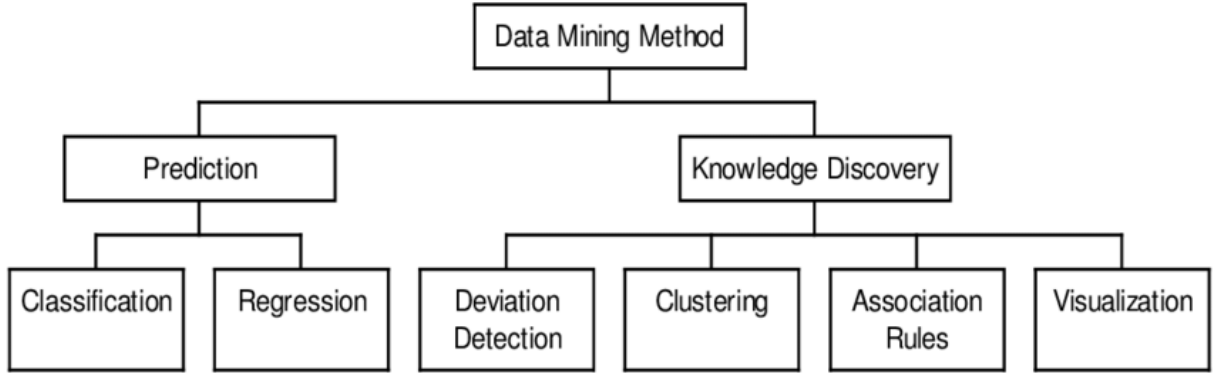 Data Mining Method
Prediction
Knowledge Discovery
Classification
Regression
Deviation
Detection
Clustering
Association
Rules
Visualization